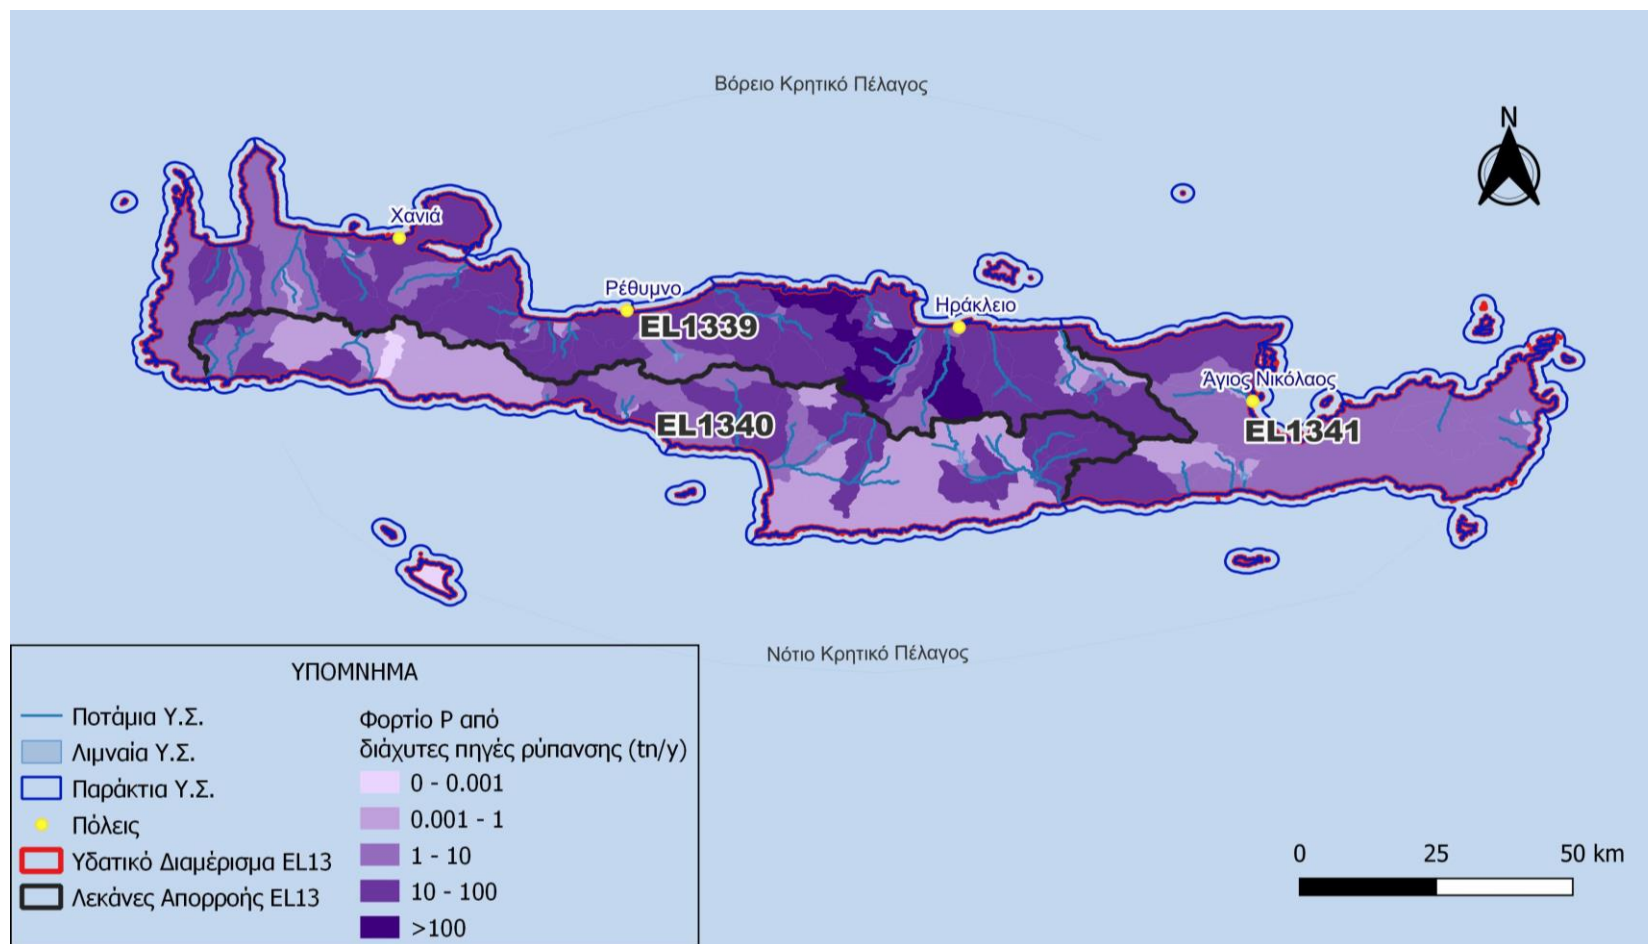 Βόρειο Κρητικό Πέλαγος
N
Χανιά
Ρέθυμνο
Ηράκλειο
EL1339
Άγιος Νικόλαος
EL1340
EL1341
Νότιο Κρητικό Πέλαγος
ΥΠΟΜΝΗΜΑ
Ποτάμια Υ.Σ.
Λιμναία Υ.Σ.
Παράκτια Υ.Σ.
Πόλεις
Υδατικό Διαμέρισμα EL13
Λεκάνες Απορροής EL13
Φορτίο P από
διάχυτες πηγές ρύπανσης (tn/y)
0 - 0.001
0.001 - 1
1 - 10
10 - 100
>100
0 25 50 km